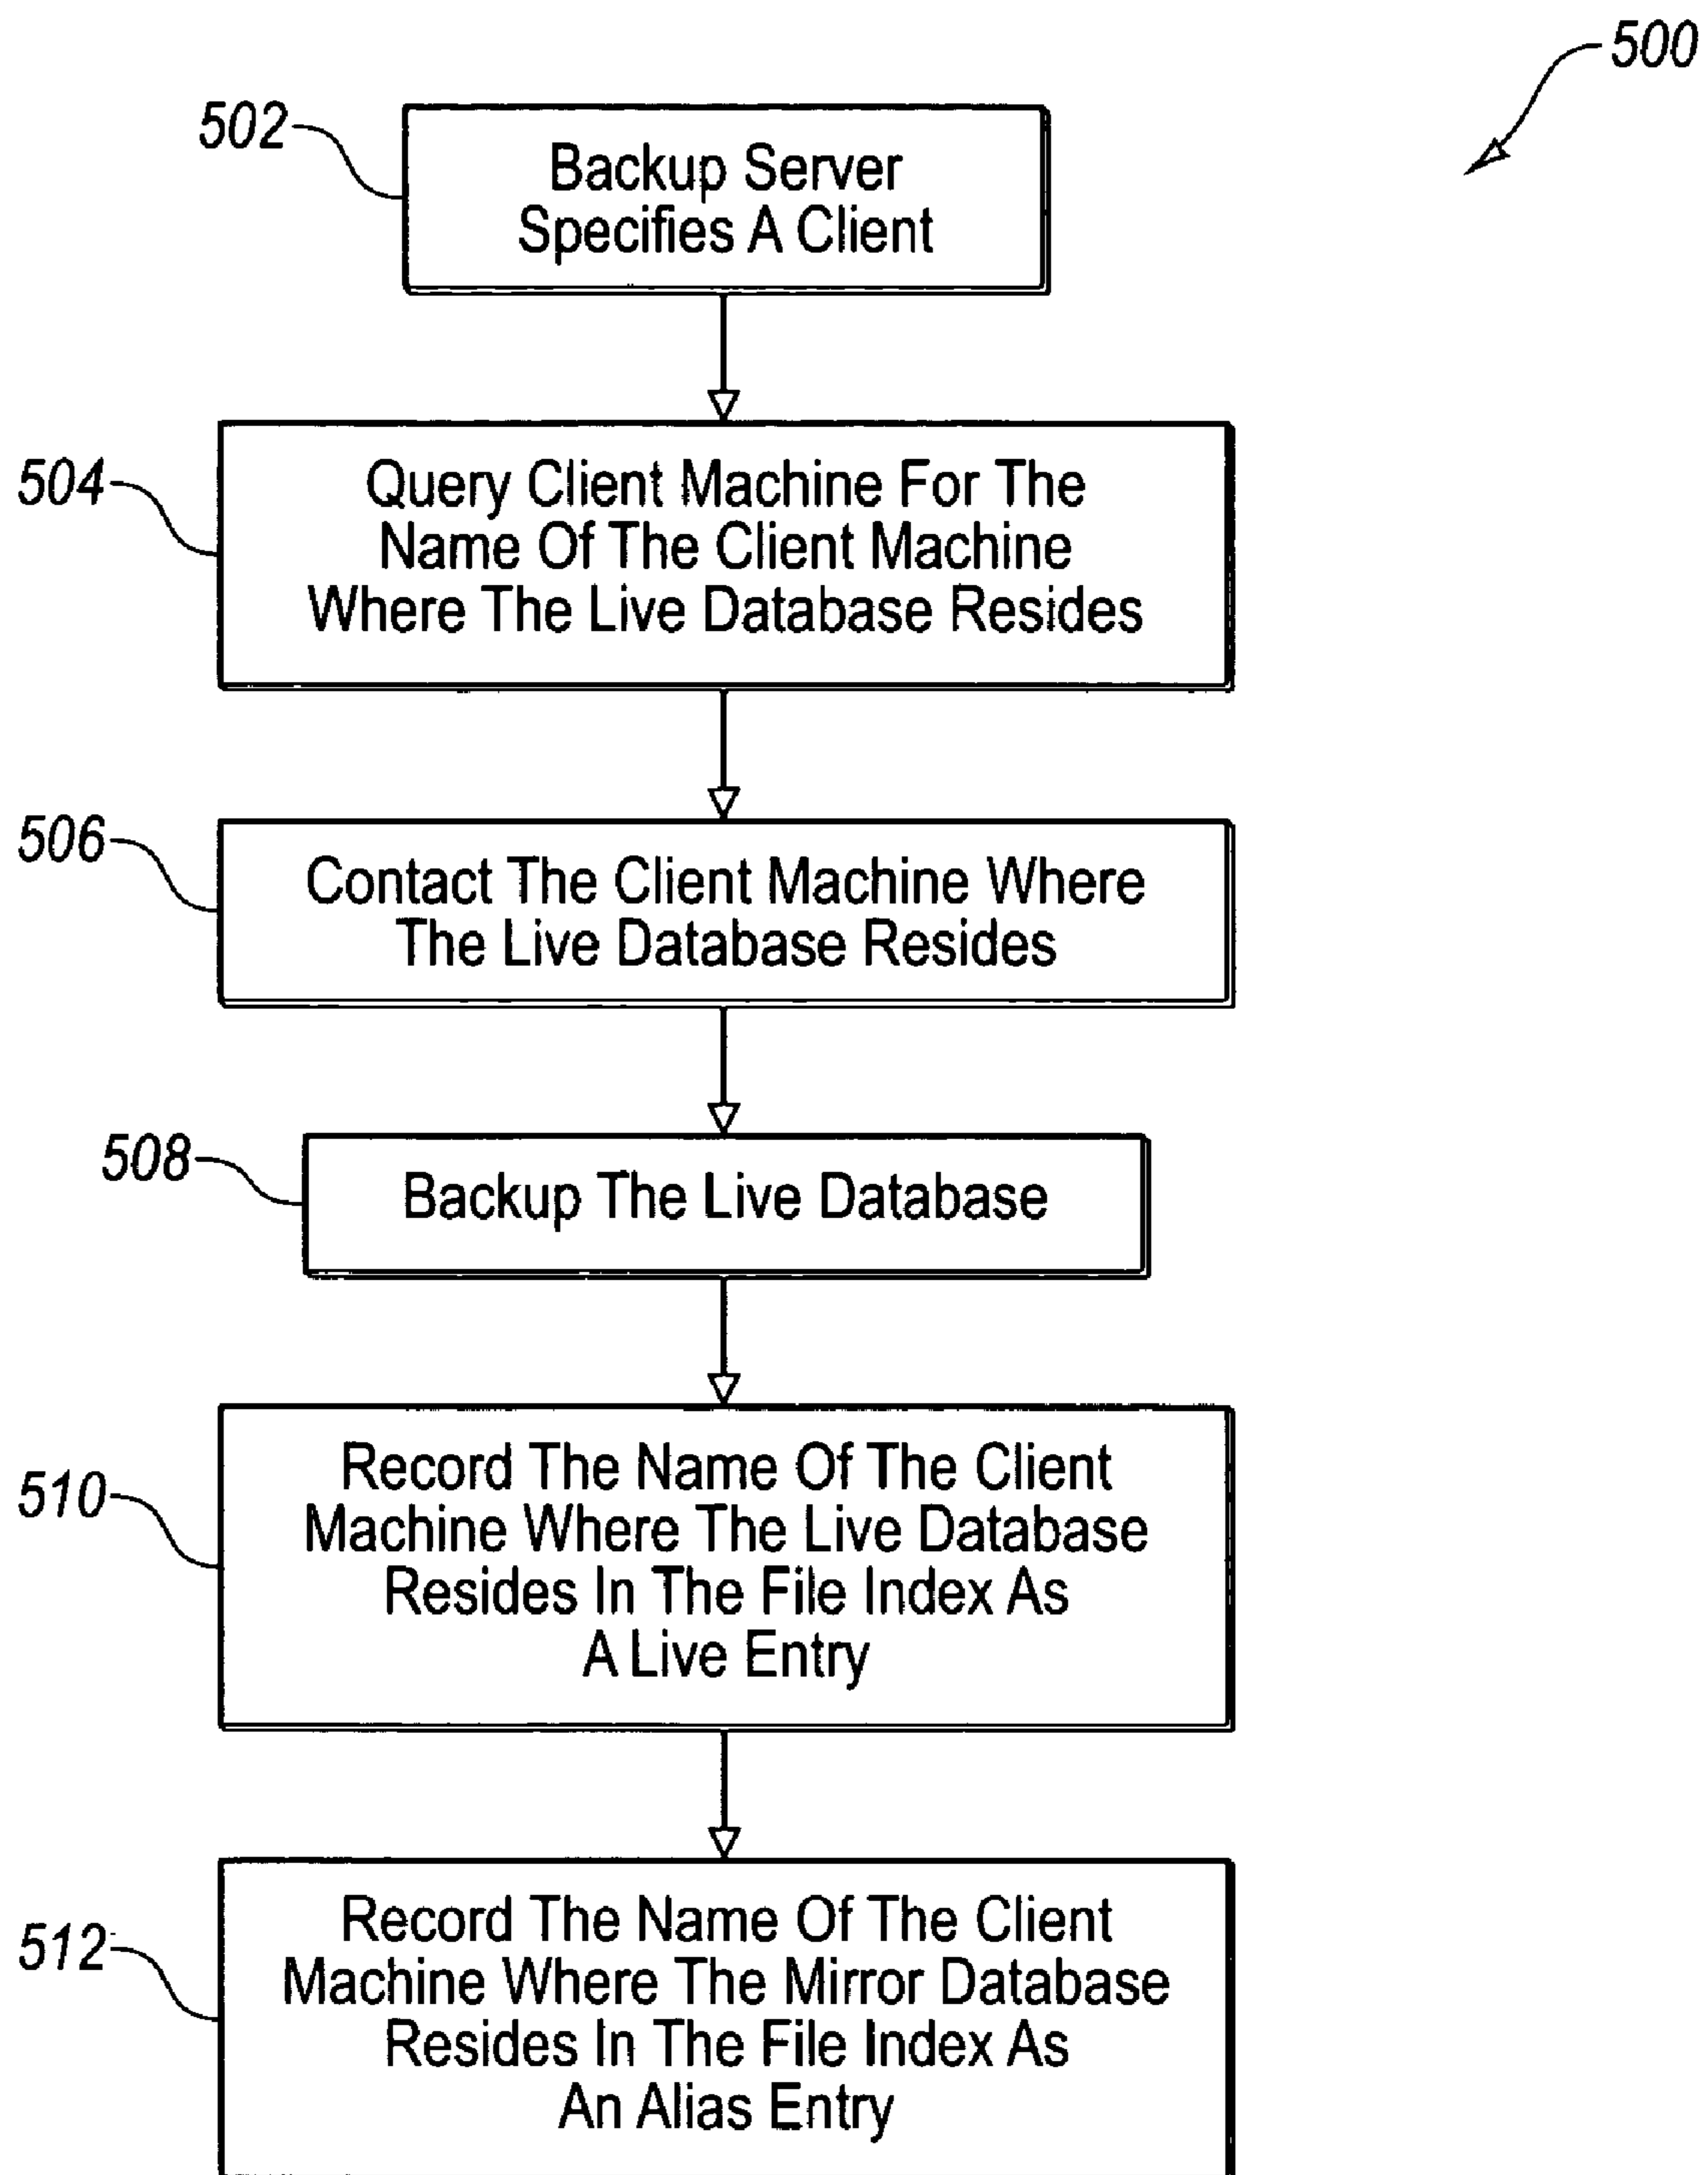 500
502
Backup Server
Specifies A Client
504
Query Client Machine For The
Name Of The Client Machine
Where The Live Database Resides
506
Contact The Client Machine Where
The Live Database Resides
508
Backup The Live Database
510
Record The Name Of The Client
Machine Where The Live Database
Resides In The File Index As
A Live Entry
512
Record The Name Of The Client
Machine Where The Mirror Database
Resides In The File Index As
An Alias Entry